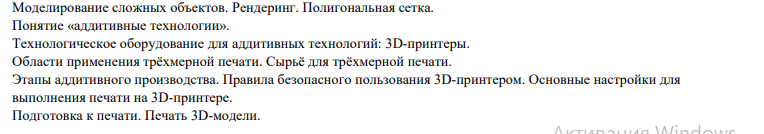 Моделирование сложных объектов. Рендеринг. Полигональная сетка.
Понятие «аддитивные технологии».
Технологическое оборудование для аддитивных технологий: 3D-принтеры.
Области применения трёхмерной печати. Сырьё для трёхмерной печати.
Этапы аддитивного производства. Правила безопасного пользования 3D-принтером. Основные настройки для
выполнения печати на 3D-принтере.
Подготовка к печати. Печать 3D-модели.
Активация Windows